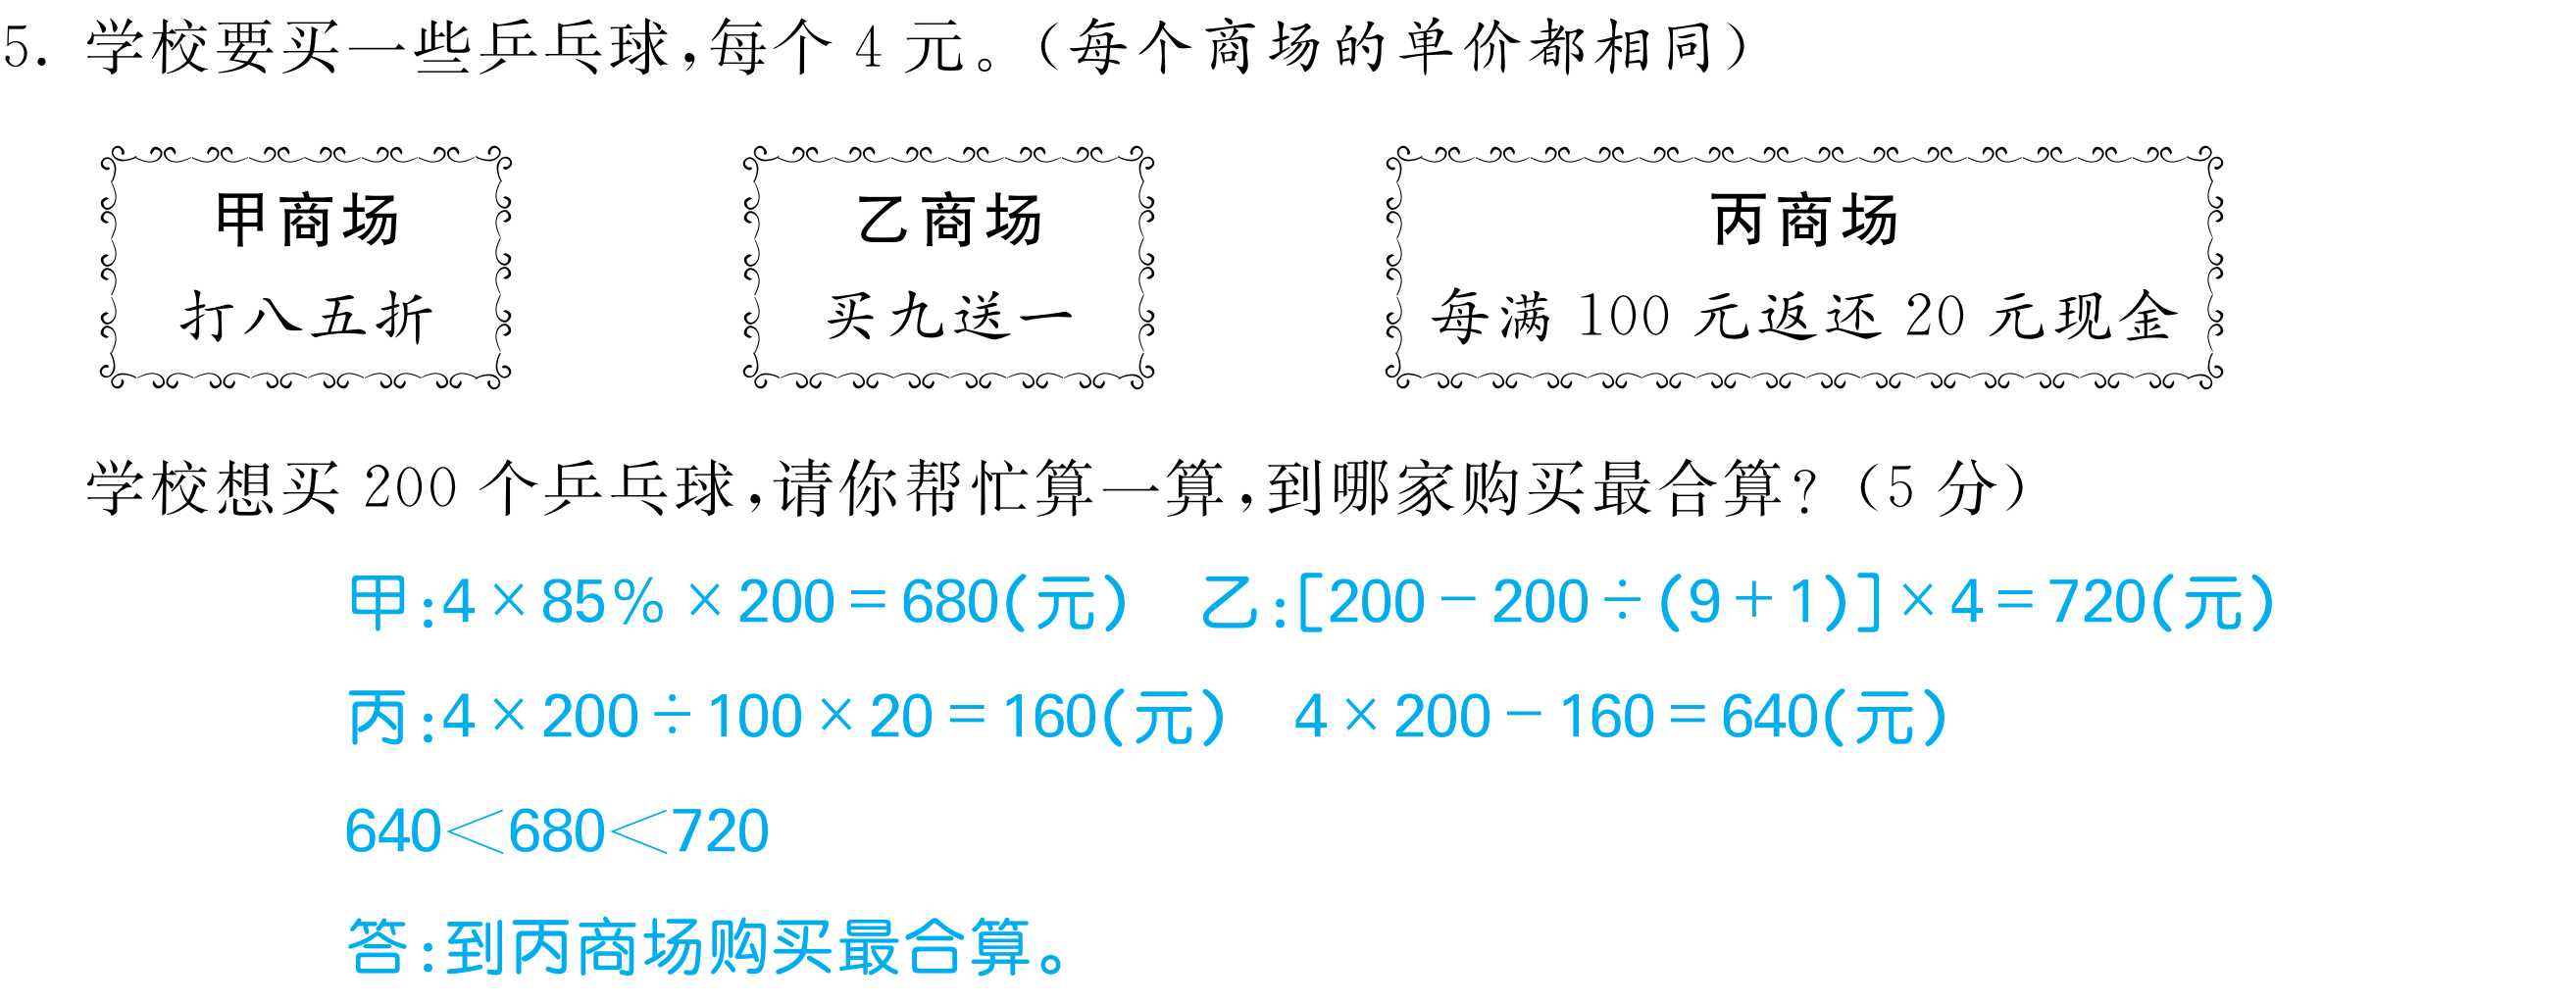 5. 学校要买一些乒乓球,每个 4 元。(每个商场的单价都相同)
甲商场
打八五折
乙商场
买九送一
丙商场
每满 100 元返还 20 元现金
学校想买 200 个乒乓球,请你帮忙算一算,到哪家购买最合算?(5 分)
甲:4×85%×200=680(元) 乙:[200-200÷(9+1)]×4=720(元)
丙:4×200÷100×20=160(元) 4×200-160=640(元)
640<680<720
答:到丙商场购买最合算。